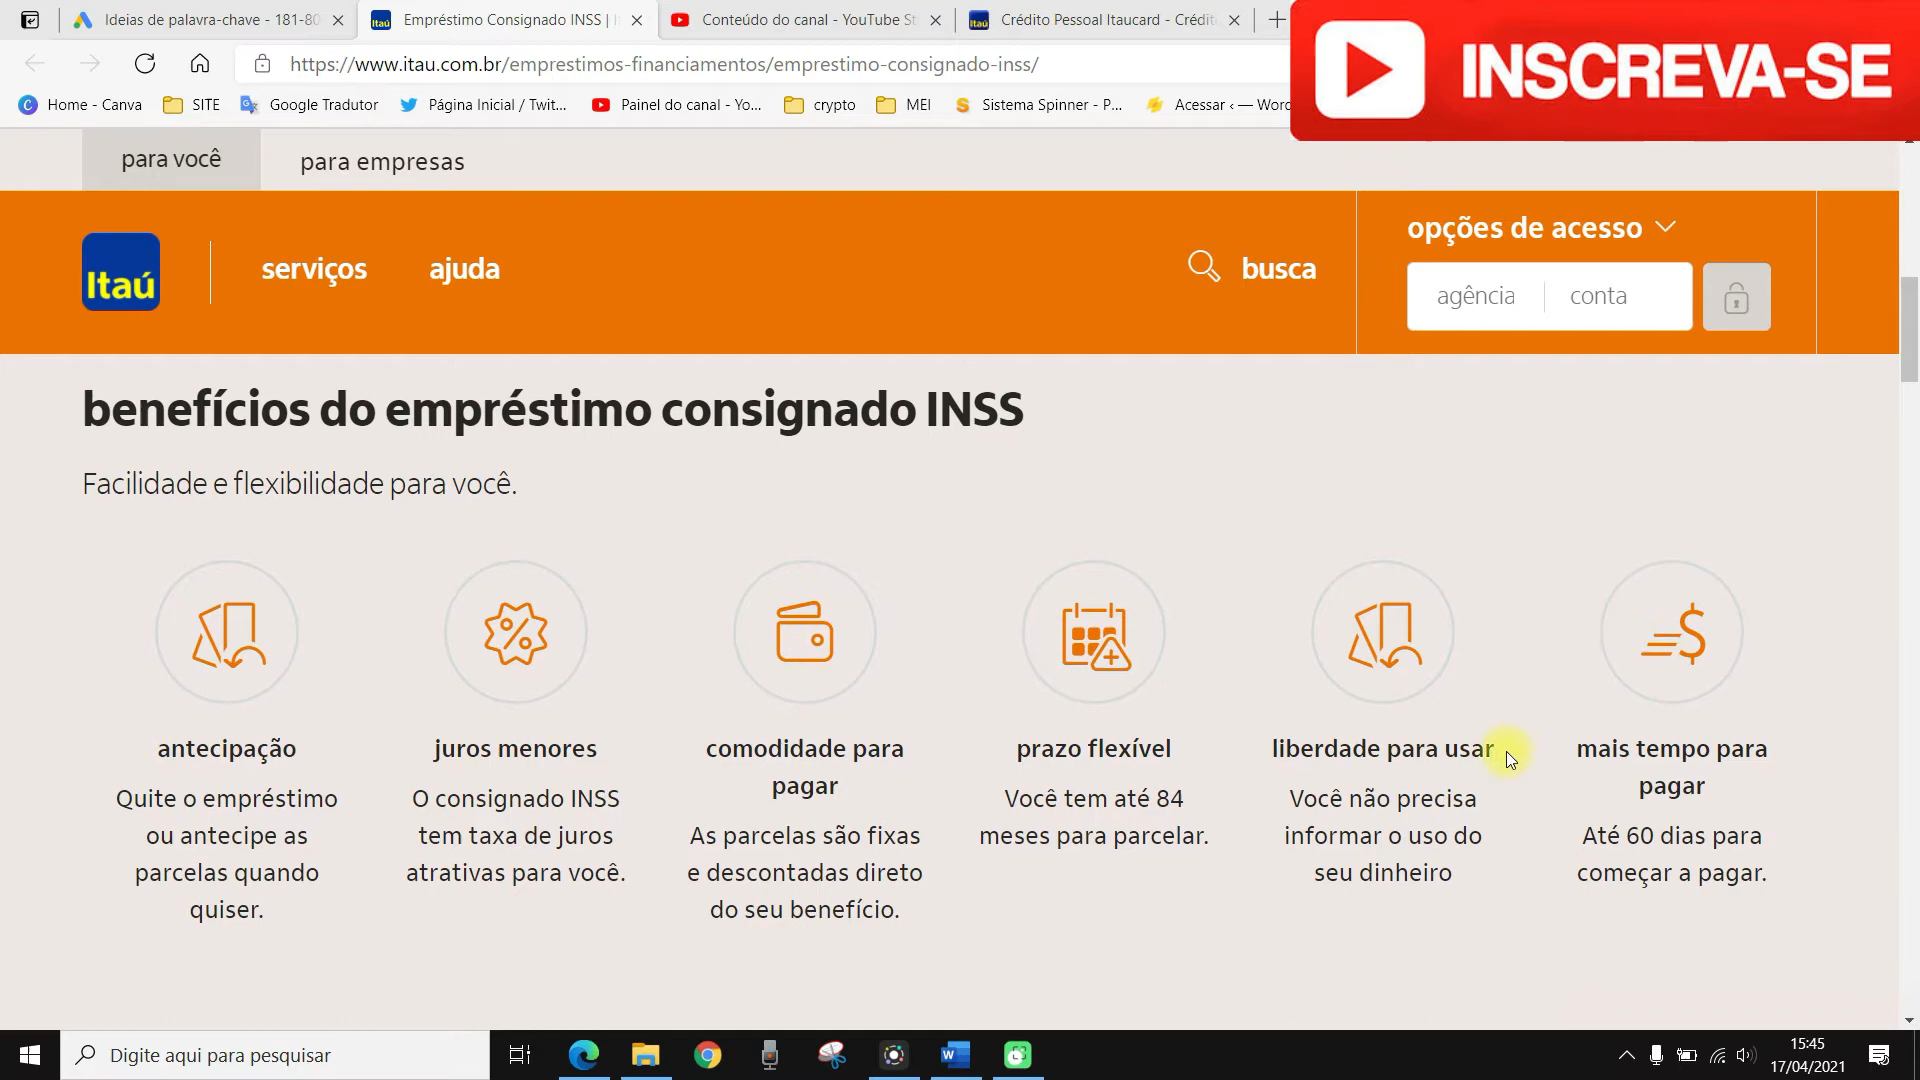 Ideias de palavra-chave - 181-80
Empréstimo Consignado INSS |
Conteúdo do canal - YouTube St
Crédito Pessoal Itaucard - Crédit
INSCREVA-SE
https://www.itau.com.br/emprestimos-financiamentos/emprestimo-consignado-inss/
Home - Canva
SITE
Google Tradutor
Página Inicial / Twit...
Painel do canal - Yo...
crypto
MEI
Sistema Spinner - P...
Acessar ‹ — Word
para você
para empresas
Itaú
serviços
ajuda
busca
opções de acesso
agência
conta
benefícios do empréstimo consignado INSS
Facilidade e flexibilidade para você.
antecipação
Quite o empréstimo
ou antecipe as
parcelas quando
quiser.
juros menores
O consignado INSS
tem taxa de juros
atrativas para você.
comodidade para
pagar
As parcelas são fixas
e descontadas direto
do seu benefício.
prazo flexível
Você tem até 84
meses para parcelar.
liberdade para usar
Você não precisa
informar o uso do
seu dinheiro
mais tempo para
pagar
Até 60 dias para
começar a pagar.
Digite aqui para pesquisar
15:45
17/04/2021